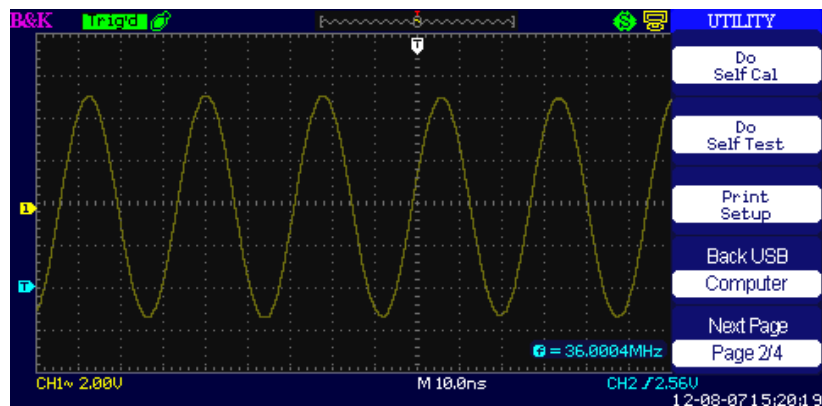 B&K Trig'd T S UTILITY
T
Do
Self Cal
Do
Self Test
1
Print
Setup
Back USB
T
Computer
Next Page
f = 36.0004MHz
Page 2/4
CH1~ 2.00V M 10.0ns CH2 / 2.56V
12-08-07 15:20:19